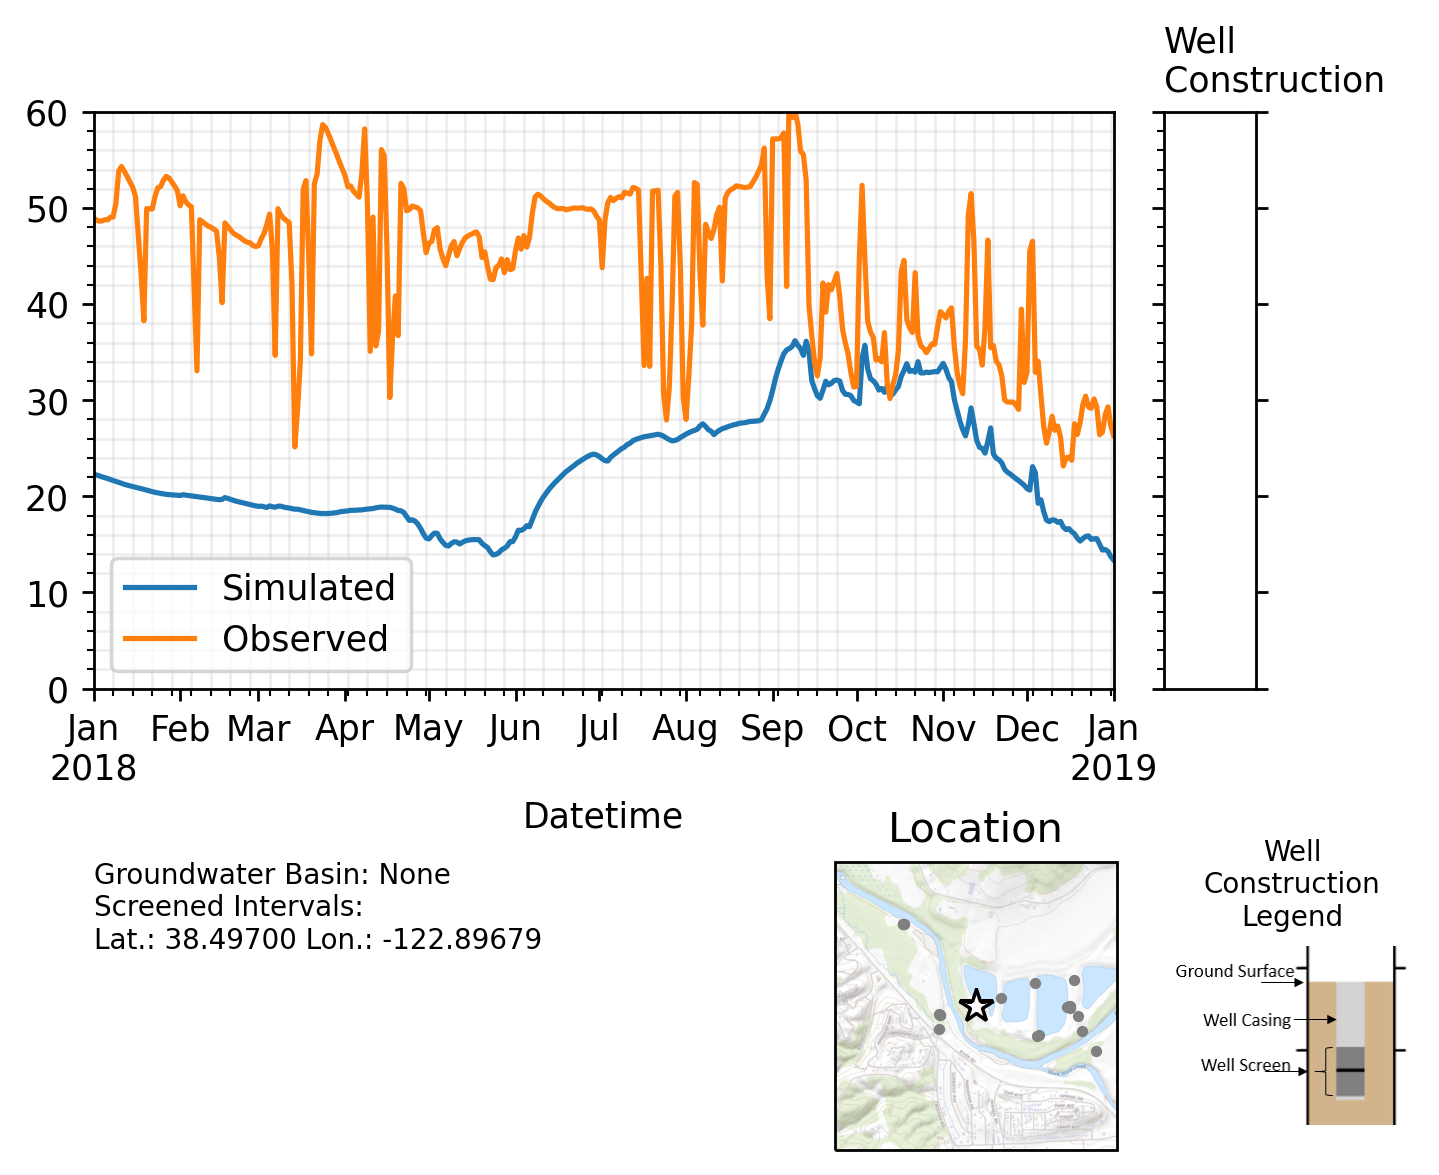 Well
Construction
60
50
40
30
20
10
0
Simulated
Observed
Jan Feb Mar Apr May Jun Jul Aug Sep Oct Nov Dec Jan
2018 2019
Datetime
Groundwater Basin: None
Screened Intervals:
Lat.: 38.49700 Lon.: -122.89679
Location
Well
Construction
Legend
Ground Surface
Well Casing
Well Screen